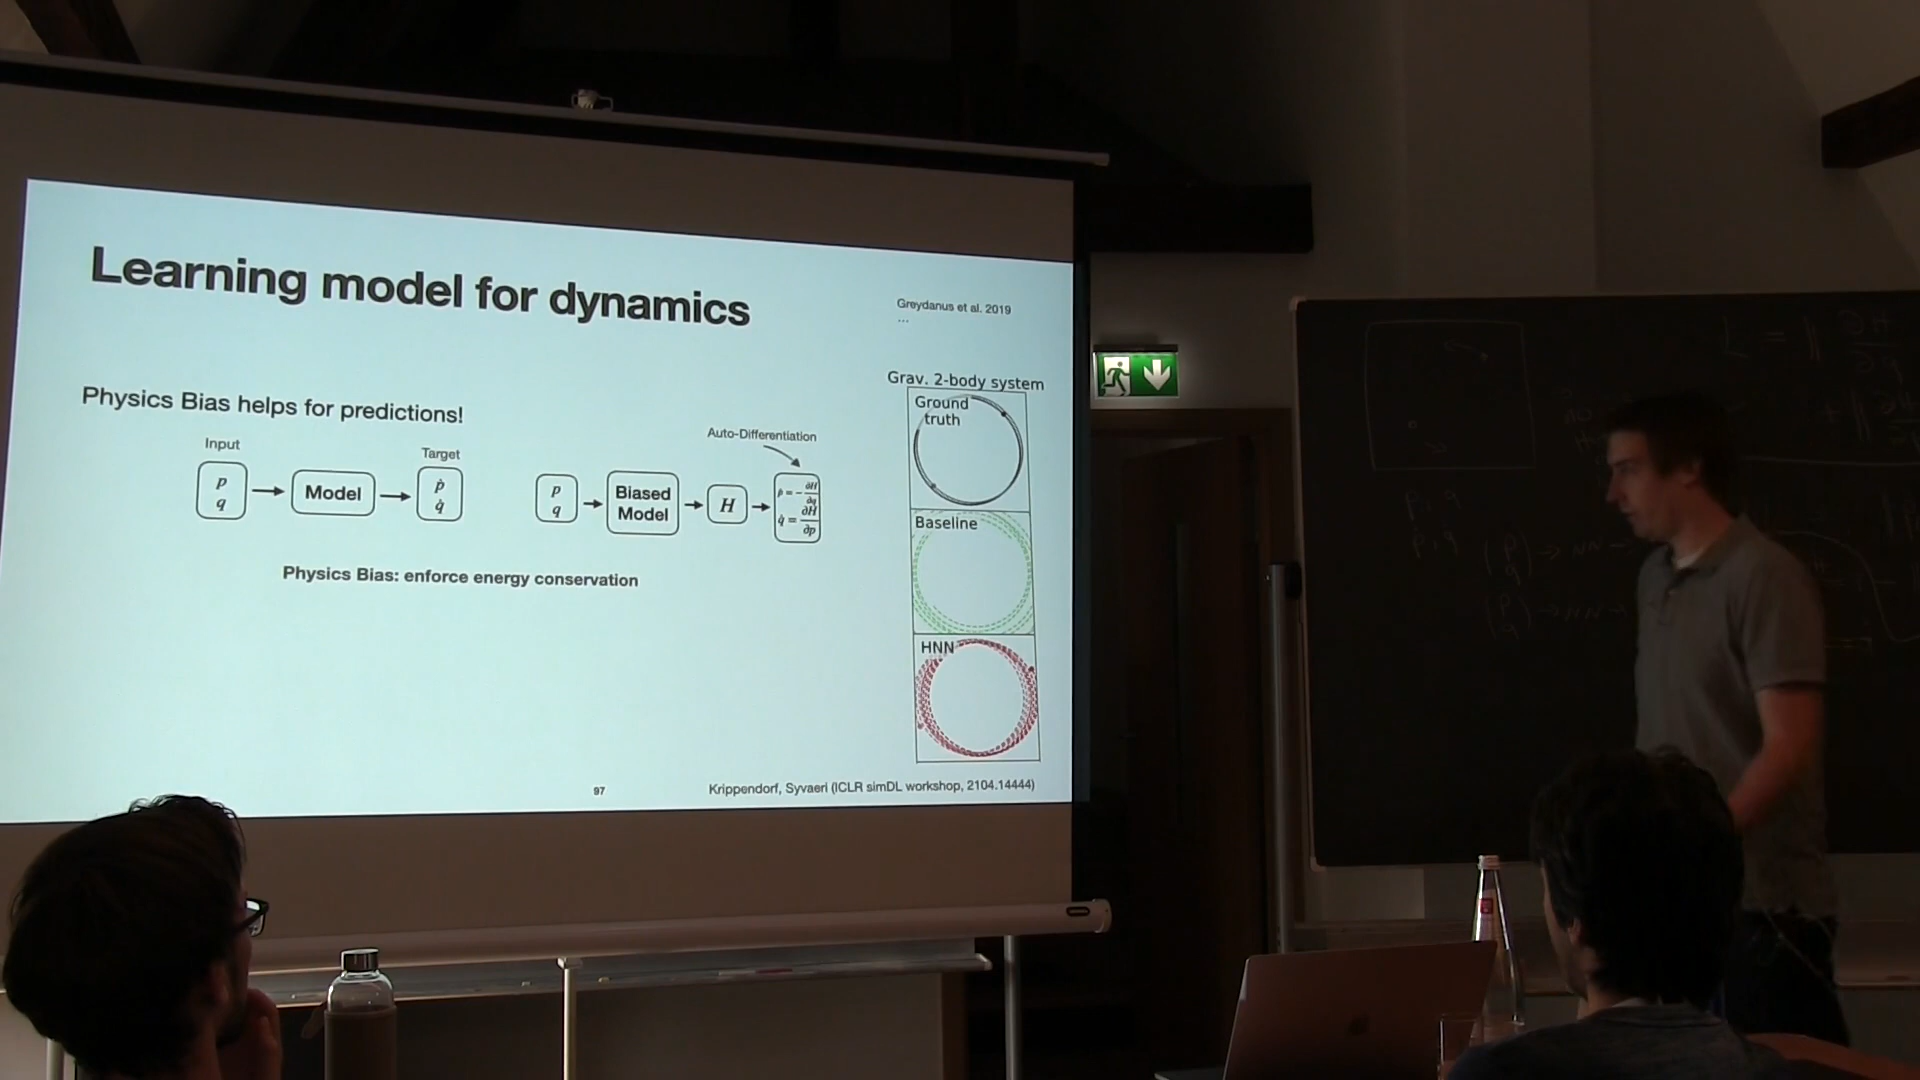 Learning model for dynamics
Greydanus et al. 2019
...
Physics Bias helps for predictions!
Input
p
q
Model
Target
ṗ
q̇
p
q
Biased
Model
H
Auto-Differentiation
ṗ = -∂H/∂q
q̇ = ∂H/∂p
Physics Bias: enforce energy conservation
Grav. 2-body system
Ground
truth
Baseline
HNN
97
Krippendorf, Syvaeri (ICLR simDL workshop, 2104.14444)